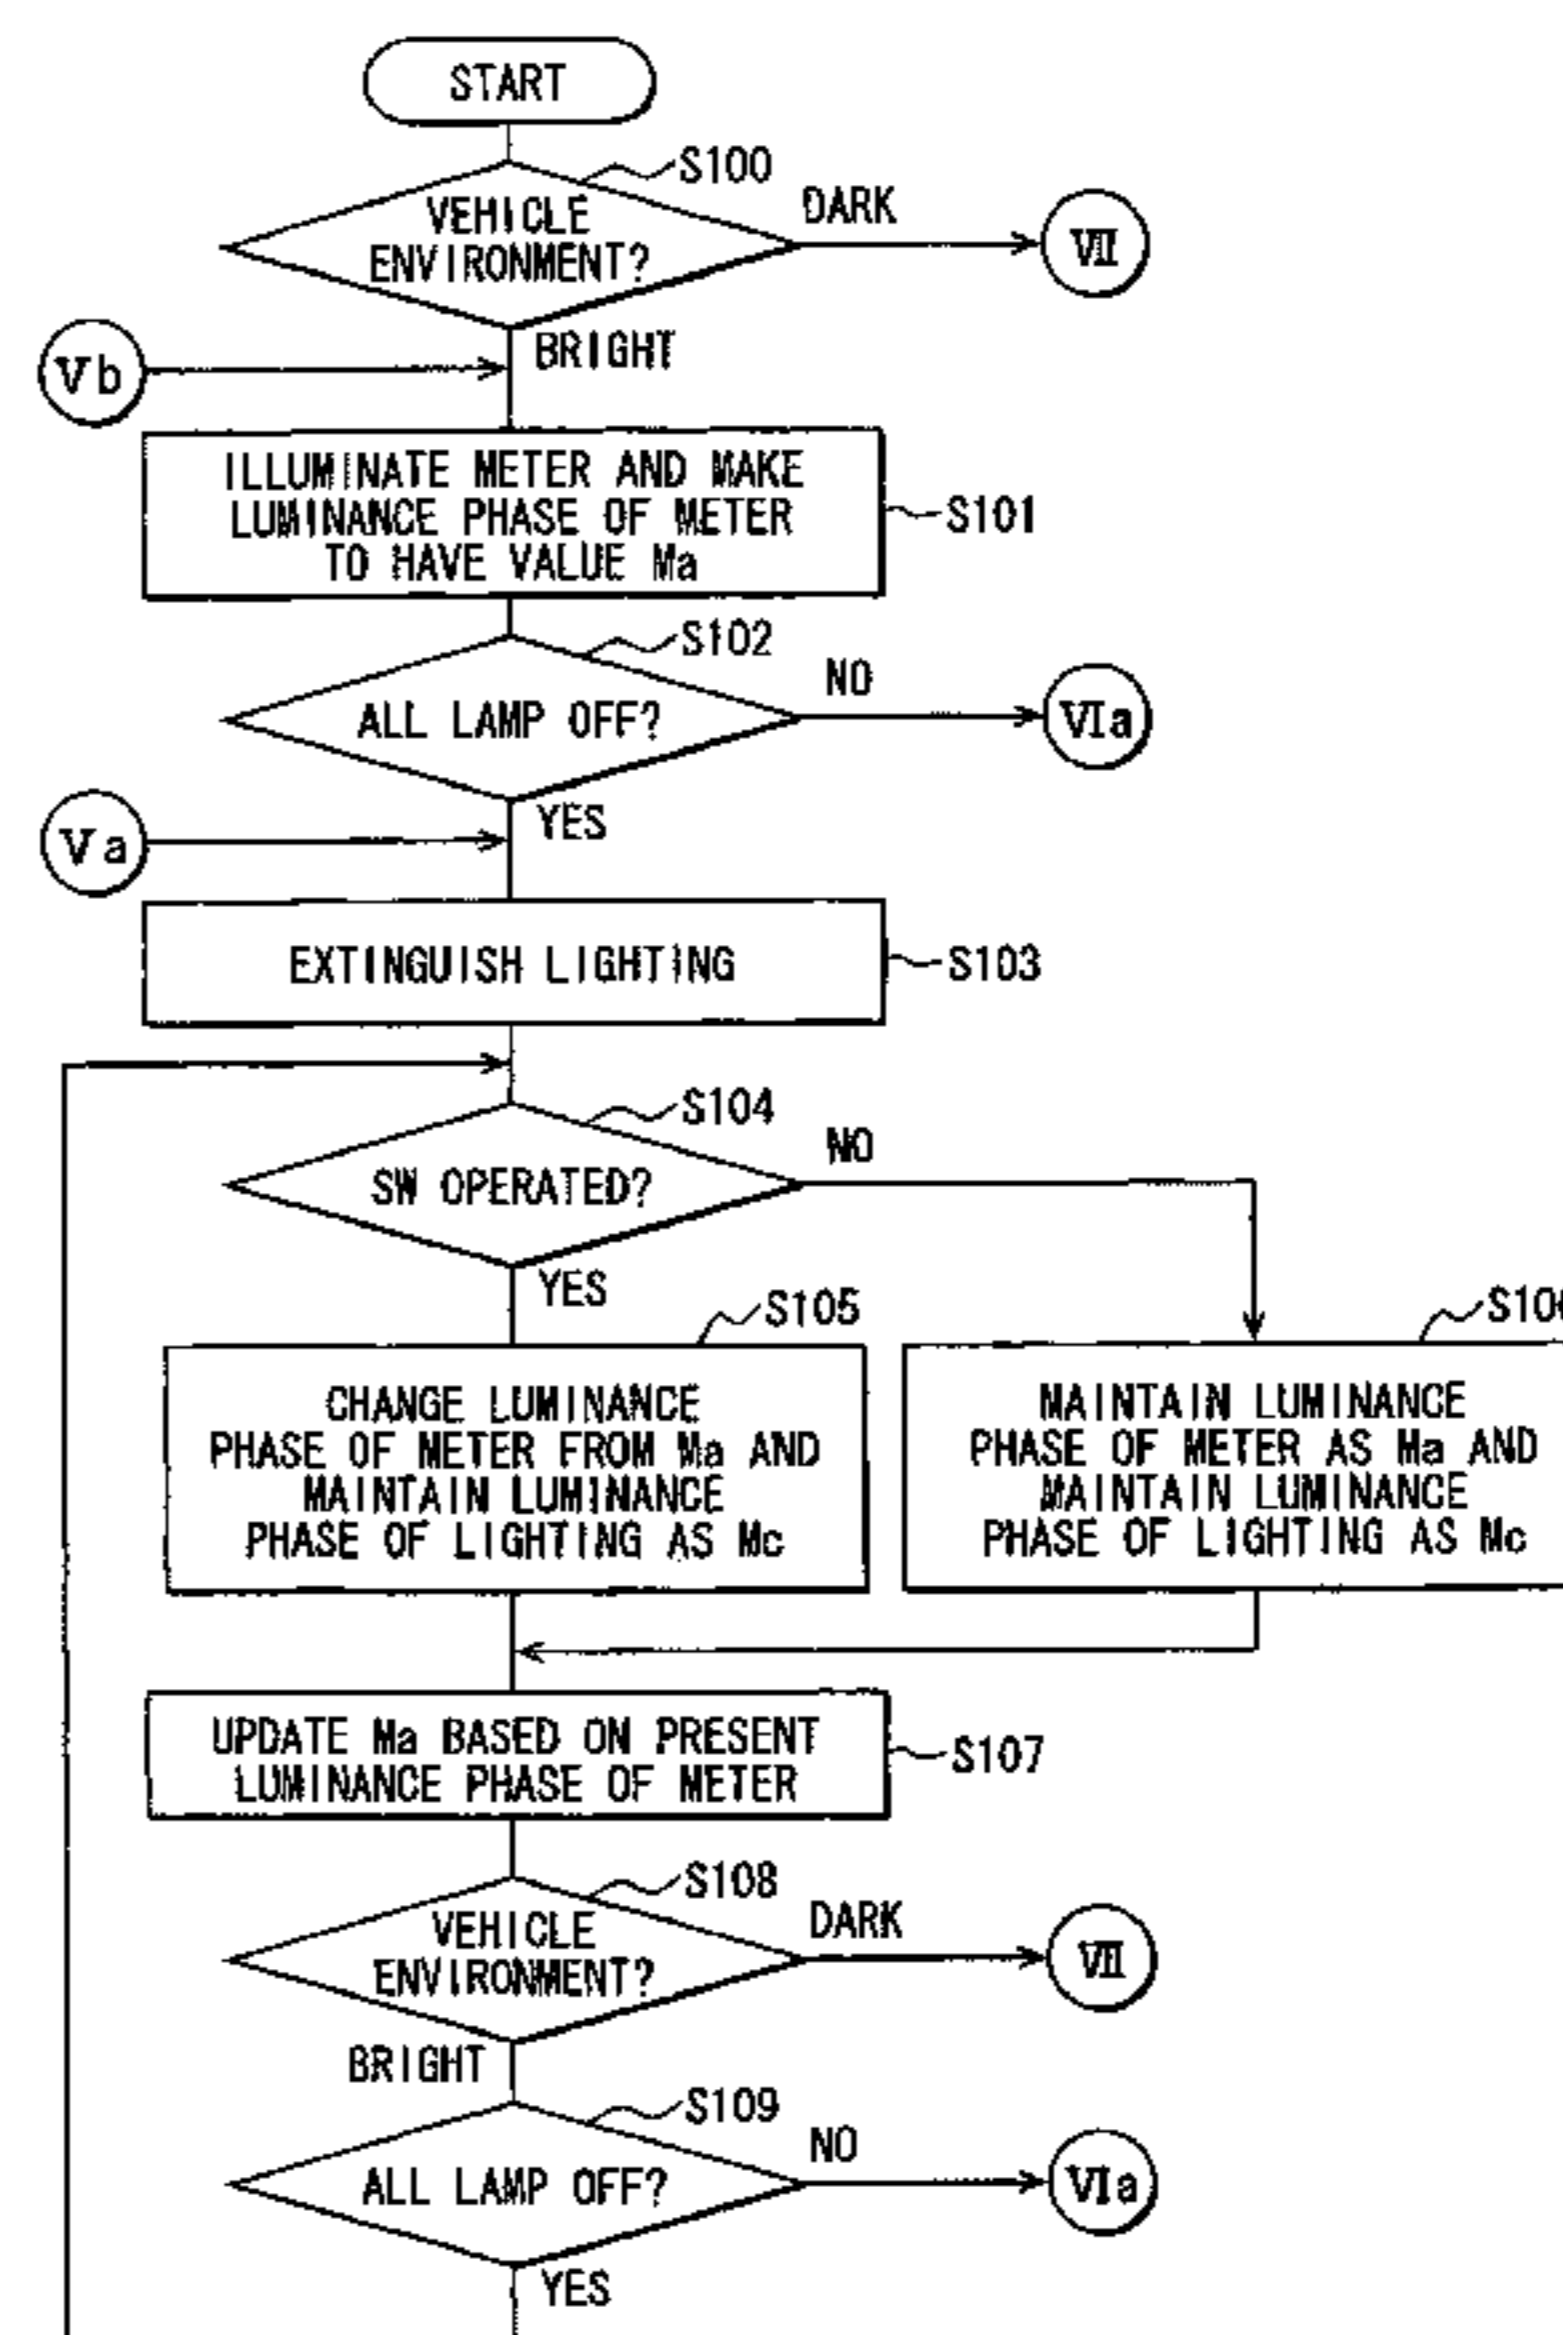 START
S100
VEHICLE
ENVIRONMENT?
DARK
VII
Vb
BRIGHT
ILLUMINATE METER AND MAKE
LUMINANCE PHASE OF METER
TO HAVE VALUE Ma
S101
S102
ALL LAMP OFF?
NO
VIa
YES
Va
EXTINGUISH LIGHTING
S103
S104
SW OPERATED?
NO
YES
S105
CHANGE LUMINANCE
PHASE OF METER FROM Ma AND
MAINTAIN LUMINANCE
PHASE OF LIGHTING AS Mc
MAINTAIN LUMINANCE
PHASE OF METER AS Ma AND
MAINTAIN LUMINANCE
PHASE OF LIGHTING AS Mc
UPDATE Ma BASED ON PRESENT
LUMINANCE PHASE OF METER
S107
S108
VEHICLE
ENVIRONMENT?
DARK
VII
BRIGHT
S109
ALL LAMP OFF?
NO
VIa
YES